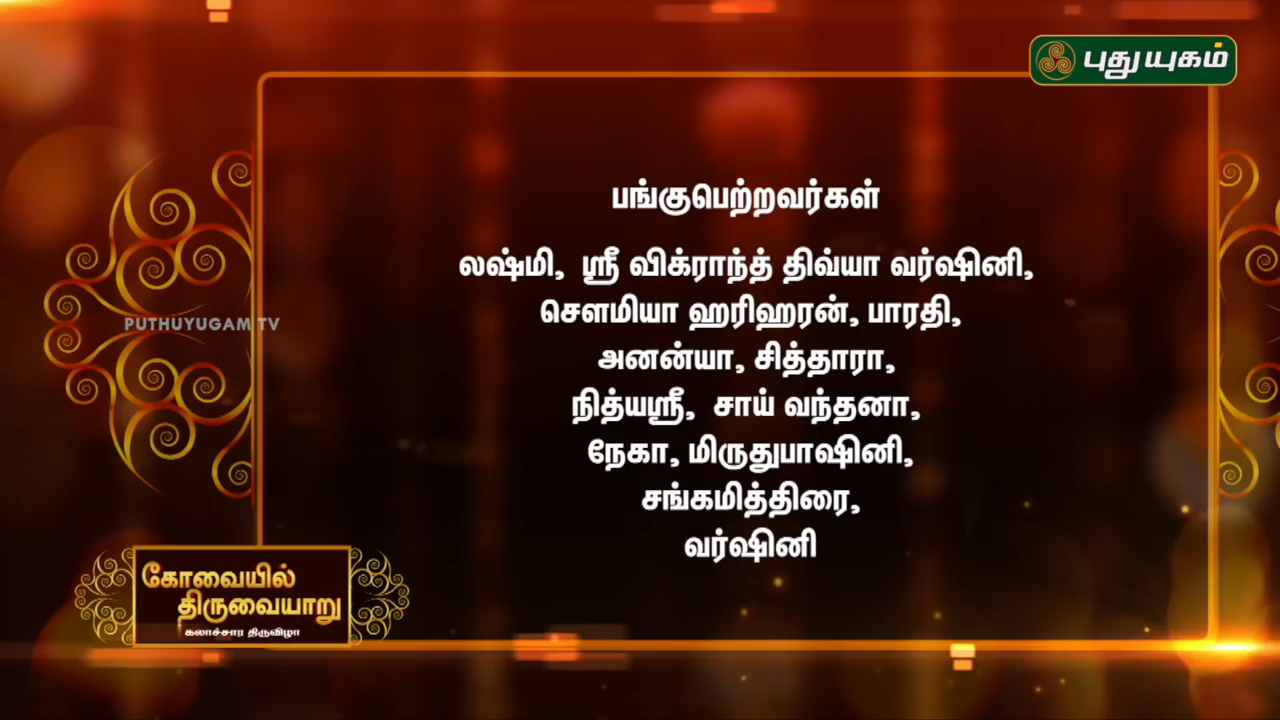 புதுயுகம்
பங்குபெற்றவர்கள்
லஷ்மி,  ஸ்ரீ விக்ராந்த் திவ்யா வர்ஷினி,
சௌமியா ஹரிஹரன், பாரதி,
அனன்யா, சித்தாரா,
நித்யஸ்ரீ,  சாய் வந்தனா,
நேகா, மிருதுபாஷினி,
சங்கமித்திரை,
வர்ஷினி
PUTHUYUGAM TV
கோவையில்
திருவையாறு
கலாச்சார திருவிழா